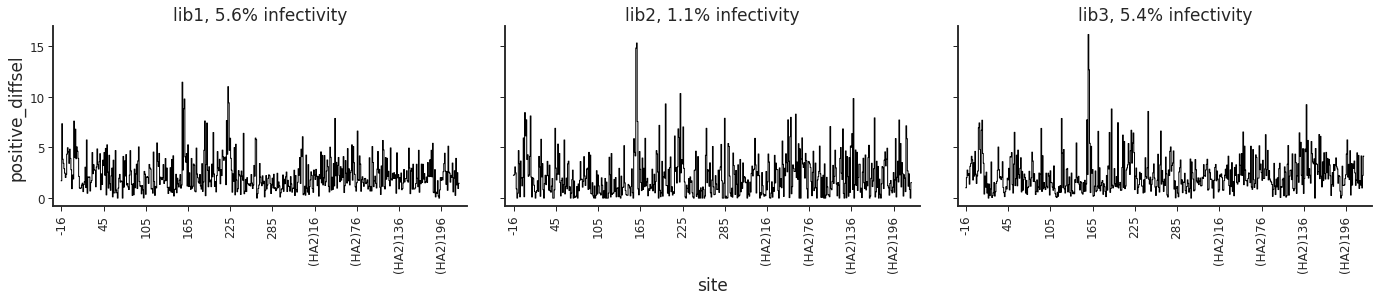 lib1, 5.6% infectivity
lib2, 1.1% infectivity
lib3, 5.4% infectivity
positive_diffsel
15
10
5
0
-16
45
105
165
225
285
(HA2)16
(HA2)76
(HA2)136
(HA2)196
-16
45
105
165
225
285
(HA2)16
(HA2)76
(HA2)136
(HA2)196
-16
45
105
165
225
285
(HA2)16
(HA2)76
(HA2)136
(HA2)196
site